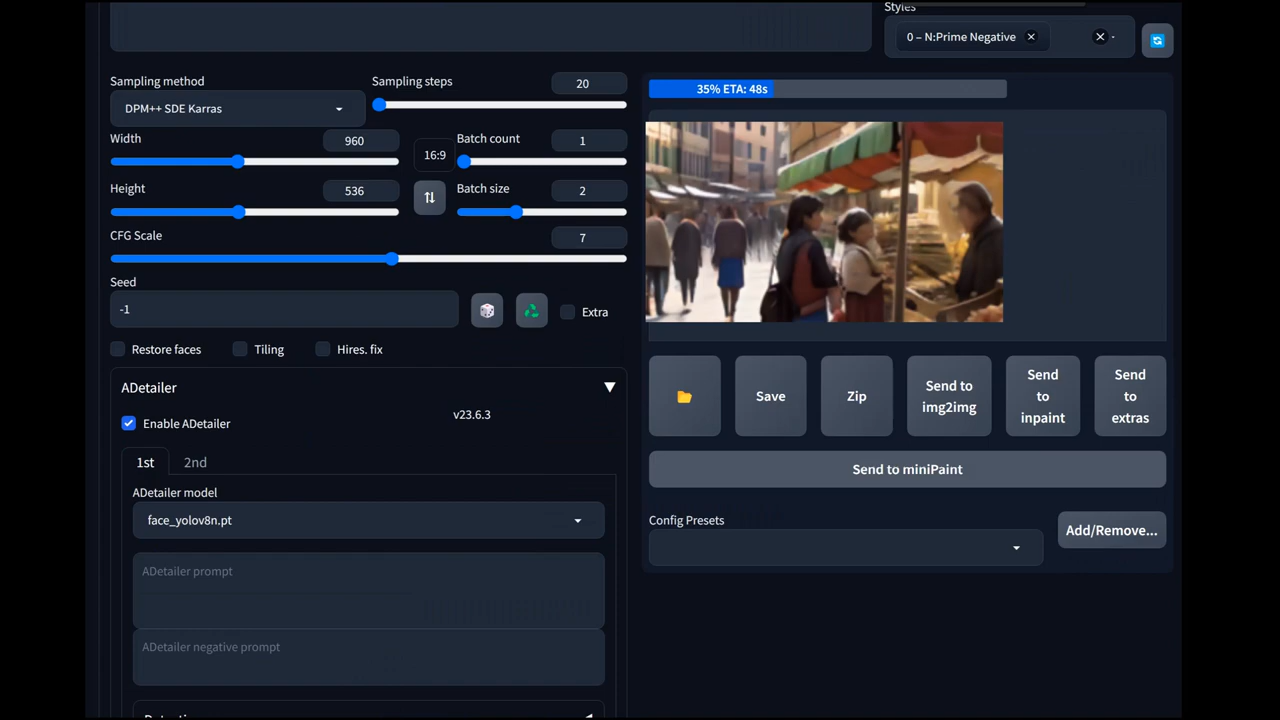 Styles
0 – N:Prime Negative
Sampling method
Sampling steps
20
DPM++ SDE Karras
35% ETA: 48s
Width
960
16:9
Batch count
1
Height
536
Batch size
2
CFG Scale
7
Seed
-1
Extra
Restore faces
Tiling
Hires. fix
ADetailer
v23.6.3
Enable ADetailer
1st
2nd
ADetailer model
face_yolov8n.pt
ADetailer prompt
ADetailer negative prompt
Save
Zip
Send to
img2img
Send
to
inpaint
Send
to
extras
Send to miniPaint
Config Presets
Add/Remove...